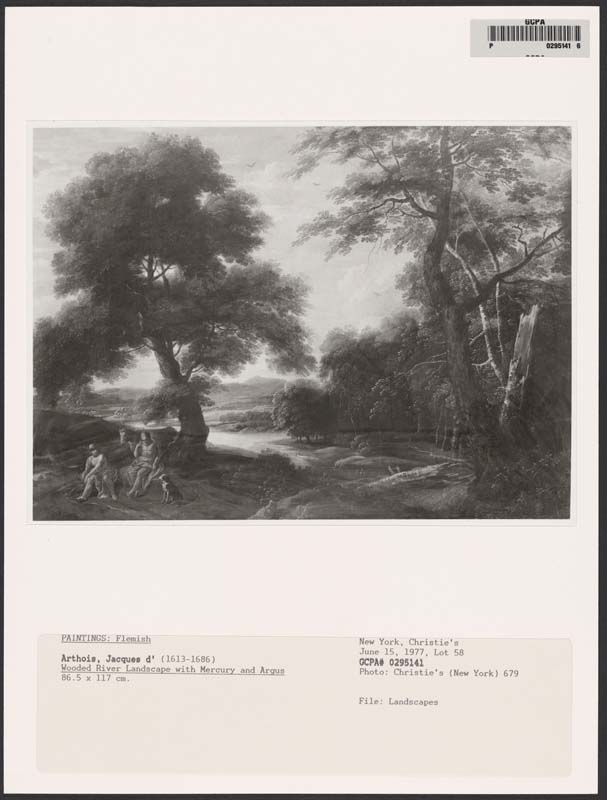 GCPA
P 0295141 6
PAINTINGS: Flemish
Arthois, Jacques d' (1613-1686)
Wooded River Landscape with Mercury and Argus
86.5 x 117 cm.
New York, Christie's
June 15, 1977, Lot 58
GCPA# 0295141
Photo: Christie's (New York) 679
File: Landscapes